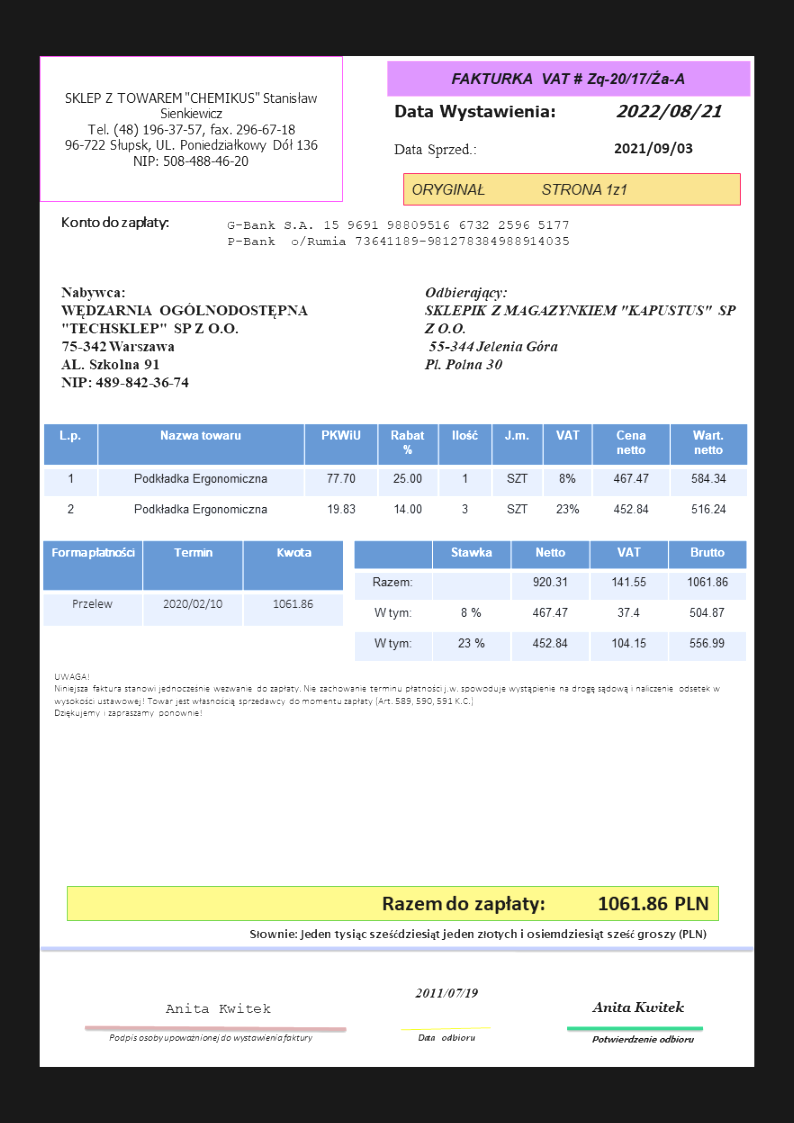 SKLEP Z TOWAREM "CHEMIKUS" Stanisław
Sienkiewicz
Tel. (48) 196-37-57, fax. 296-67-18
96-722 Słupsk, UL. Poniedziałkowy Dół 136
NIP: 508-488-46-20
FAKTURKA VAT # Zq-20/17/Ża-A
Data Wystawienia: 2022/08/21
Data Sprzed.: 2021/09/03
ORYGINAŁ STRONA 1z1
Konto do zapłaty: G-Bank S.A. 15 9691 98809516 6732 2596 5177
P-Bank o/Rumia 73641189-981278384988914035
Nabywca:
WĘDZARNIA OGÓLNODOSTĘPNA
"TECHSKLEP" SP Z O.O.
75-342 Warszawa
AL. Szkolna 91
NIP: 489-842-36-74
Odbierający:
SKLEPIK Z MAGAZYNKIEM "KAPUSTUS" SP
Z O.O.
55-344 Jelenia Góra
Pl. Polna 30
L.p. Nazwa towaru PKWiU Rabat % Ilość J.m. VAT Cena netto Wart. netto
1 Podkładka Ergonomiczna 77.70 25.00 1 SZT 8% 467.47 584.34
2 Podkładka Ergonomiczna 19.83 14.00 3 SZT 23% 452.84 516.24
Forma płatności Termin Kwota
Przelew 2020/02/10 1061.86
Stawka Netto VAT Brutto
Razem: 920.31 141.55 1061.86
W tym: 8 % 467.47 37.4 504.87
W tym: 23 % 452.84 104.15 556.99
UWAGA!
Niniejsza faktura stanowi jednocześnie wezwanie do zapłaty. Nie zachowanie terminu płatności j.w. spowoduje wystąpienie na drogę sądową i naliczenie odsetek w
wysokości ustawowej! Towar jest własnością sprzedawcy do momentu zapłaty (Art. 589, 590, 591 K.C.)
Dziękujemy i zapraszamy ponownie!
Razem do zapłaty: 1061.86 PLN
Słownie: Jeden tysiąc sześćdziesiąt jeden złotych i osiemdziesiąt sześć groszy (PLN)
Anita Kwitek
Podpis osoby upoważnionej do wystawienia faktury
2011/07/19
Data odbioru
Anita Kwitek
Potwierdzenie odbioru